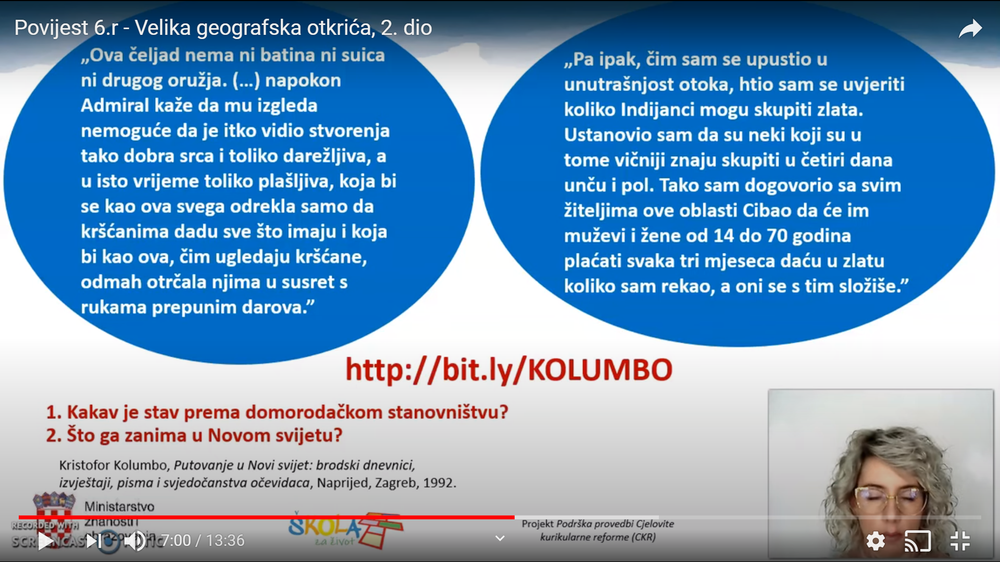 Povijest 6.r - Velika geografska otkrića, 2. dio
„Ova čeljad nema ni batina ni suica
ni drugog oružja. (...) napokon
Admiral kaže da mu izgleda
nemoguće da je itko vidio stvorenja
tako dobra srca i toliko darežljiva, a
u isto vrijeme toliko plašljiva, koja bi
se kao ova svega odrekla samo da
kršćanima dadu sve što imaju i koja
bi kao ova, čim ugledaju kršćane,
odmah otrčala njima u susret s
rukama prepunim darova.”
„Pa ipak, čim sam se upustio u
unutrašnjost otoka, htio sam se uvjeriti
koliko Indijanci mogu skupiti zlata.
Ustanovio sam da su neki koji su u
tome vičniji znaju skupiti u četiri dana
unču i pol. Tako sam dogovorio sa svim
žiteljima ove oblasti Cibao da će im
muževi i žene od 14 do 70 godina
plaćati svaka tri mjeseca daću u zlatu
koliko sam rekao, a oni se s tim složiše.”
http://bit.ly/KOLUMBO
1. Kakav je stav prema domorodačkom stanovništvu?
2. Što ga zanima u Novom svijetu?
Kristofor Kolumbo, Putovanje u Novi svijet: brodski dnevnici,
izvještaji, pisma i svjedočanstva očevidaca, Naprijed, Zagreb, 1992.
Ministarstvo
znanosti i
obrazovanja
RECORDED WITH
ŠKOLA
za život
Projekt Podrška provedbi Cjelovite
kurikularne reforme (CKR)
7:00 / 13:36